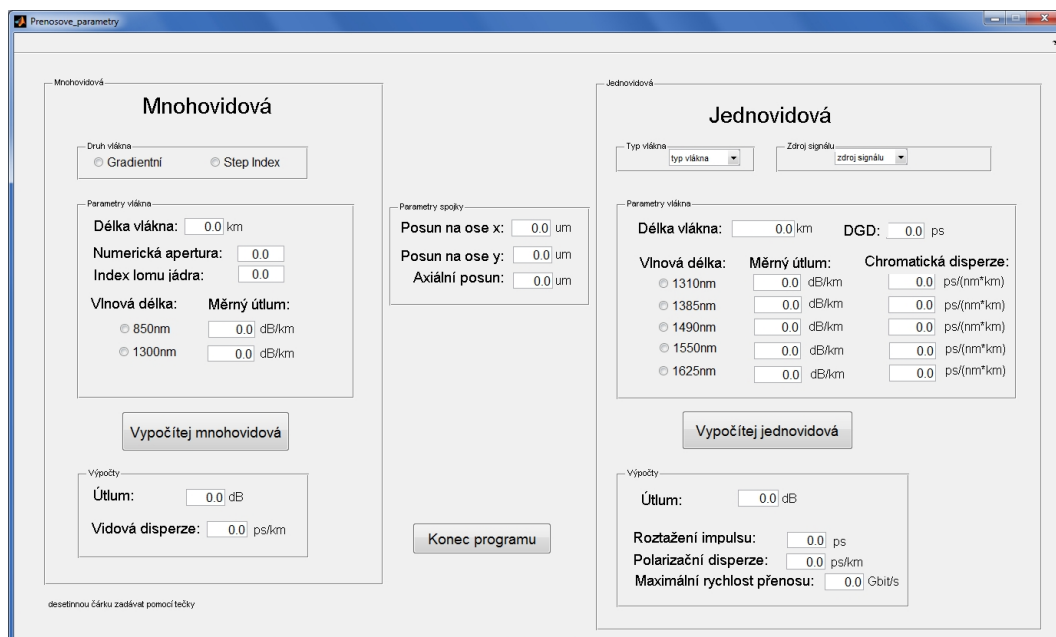 Prenosove_parametry
Mnohovidová
Mnohovidová
Druh vlákna
Gradientní Step Index
Parametry vlákna
Délka vlákna: 0.0 km
Numerická apertura: 0.0
Index lomu jádra: 0.0
Vlnová délka: Měrný útlum:
850nm 0.0 dB/km
1300nm 0.0 dB/km
Vypočítej mnohovidová
Výpočty
Útlum: 0.0 dB
Vidová disperze: 0.0 ps/km
desetinnou čárku zadávat pomocí tečky
Parametry spojky
Posun na ose x: 0.0 um
Posun na ose y: 0.0 um
Axiální posun: 0.0 um
Konec programu
Jednovidová
Jednovidová
Typ vlákna
typ vlákna
Zdroj signálu
zdroj signálu
Parametry vlákna
Délka vlákna: 0.0 km DGD: 0.0 ps
Vlnová délka: Měrný útlum: Chromatická disperze:
1310nm 0.0 dB/km 0.0 ps/(nm*km)
1385nm 0.0 dB/km 0.0 ps/(nm*km)
1490nm 0.0 dB/km 0.0 ps/(nm*km)
1550nm 0.0 dB/km 0.0 ps/(nm*km)
1625nm 0.0 dB/km 0.0 ps/(nm*km)
Vypočítej jednovidová
Výpočty
Útlum: 0.0 dB
Roztažení impulsu: 0.0 ps
Polarizační disperze: 0.0 ps/km
Maximální rychlost přenosu: 0.0 Gbit/s